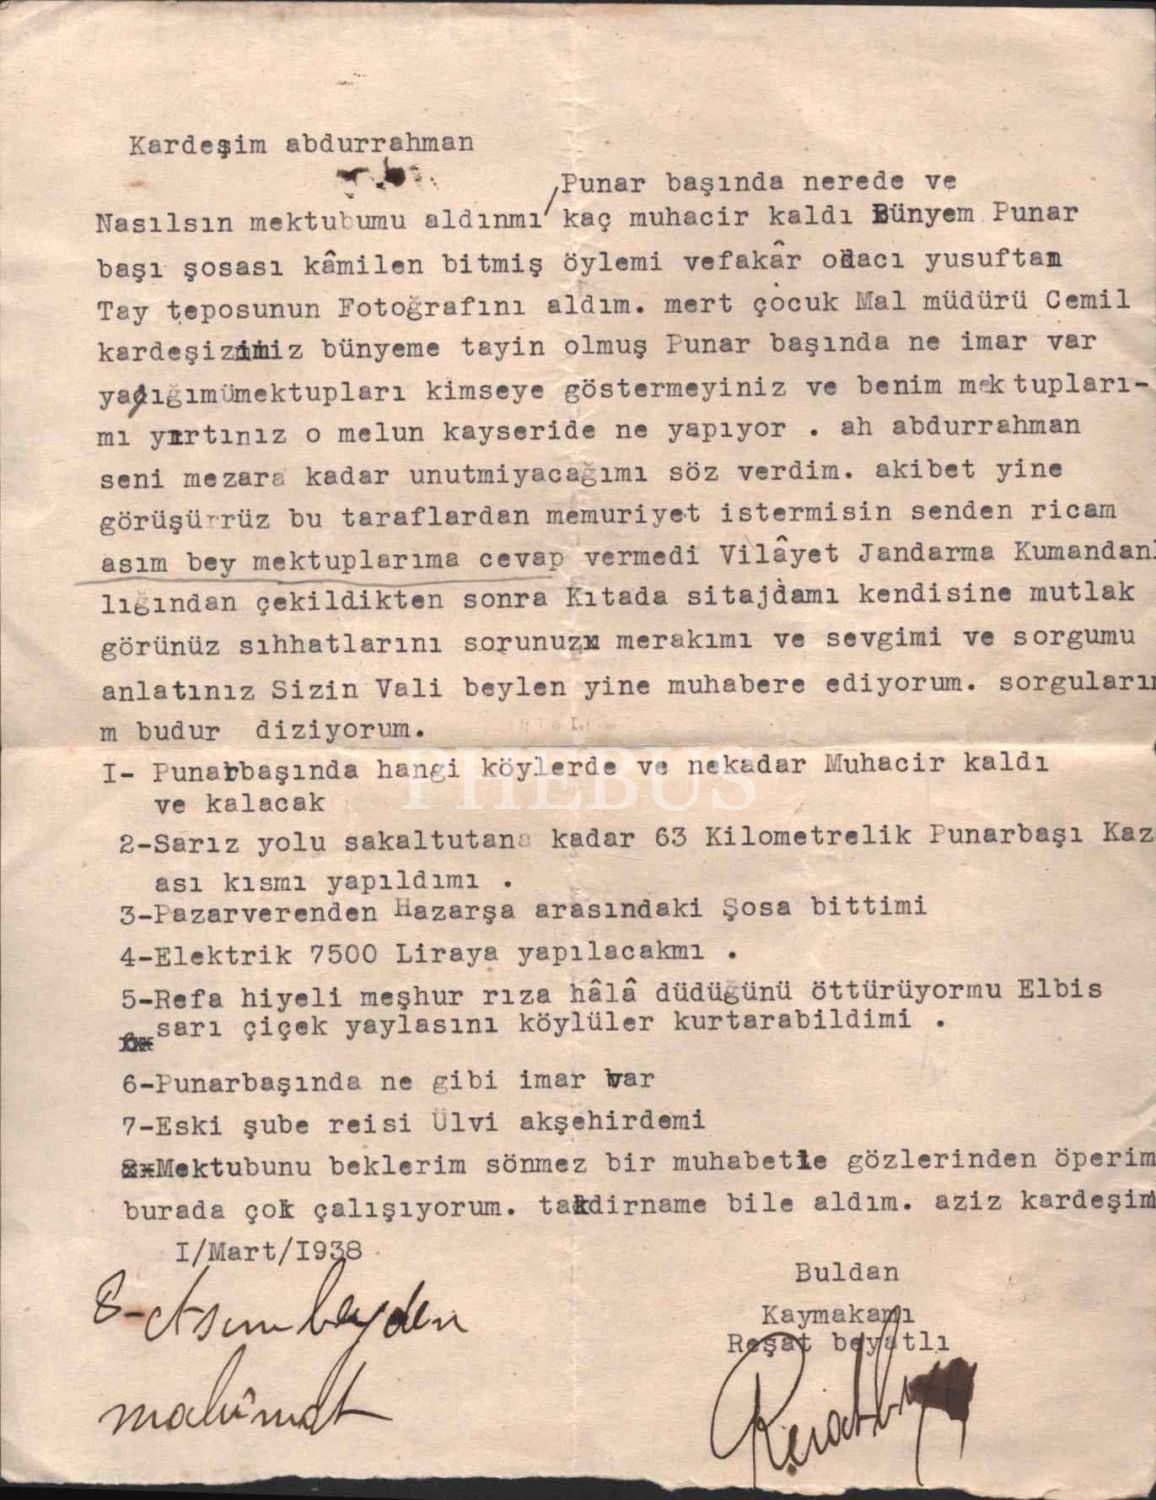 Kardeşim abdurrahman
Punar başında nerede ve
Nasılsın mektubumu aldınmı kaç muhacir kaldı Bünyem Punar
başı şosası kâmilen bitmiş öylemi vefakâr odacı yusuftan
Tay teposunun Fotoğrafını aldım. mert çocuk Mal müdürü Cemil
kardeşizimiz bünyeme tayin olmuş Punar başında ne imar var
yazığımümektupları kimseye göstermeyiniz ve benim mektupları-
mı yırtınız o melun kayseride ne yapıyor . ah abdurrahman
seni mezara kadar unutmiyacağımı söz verdim. akibet yine
görüşürrüz bu taraflardan memuriyet istermisin senden ricam
asım bey mektuplarıma cevap vermedi Vilâyet Jandarma Kumandanl
lığından çekildikten sonra Kıtada sitajdamı kendisine mutlak
görünüz sıhhatlarını sorunuz merakımı ve sevgimi ve sorgumu
anlatınız Sizin Vali beylen yine muhabere ediyorum. sorguları
m budur diziyorum.
PHEBUS
I- Punarbaşında hangi köylerde ve nekadar Muhacir kaldı
ve kalacak
2-Sarız yolu sakaltutana kadar 63 Kilometrelik Punarbaşı Kaz
ası kısmı yapıldımı .
3-Pazarverenden Hazarşa arasındaki Şosa bittimi
4-Elektrik 7500 Liraya yapılacakmı .
5-Refa hiyeli meşhur rıza hâlâ düdüğünü öttürüyormu Elbis
sarı çiçek yaylasını köylüler kurtarabildimi .
6-Punarbaşında ne gibi imar var
7-Eski şube reisi Ülvi akşehirdemi
Mektubunu beklerim sönmez bir muhabetle gözlerinden öperim
burada çok çalışıyorum. takdirname bile aldım. aziz kardeşim
I/Mart/I938
8- Asım beyden
malûmat
Buldan
Kaymakamı
Reşat beyatlı